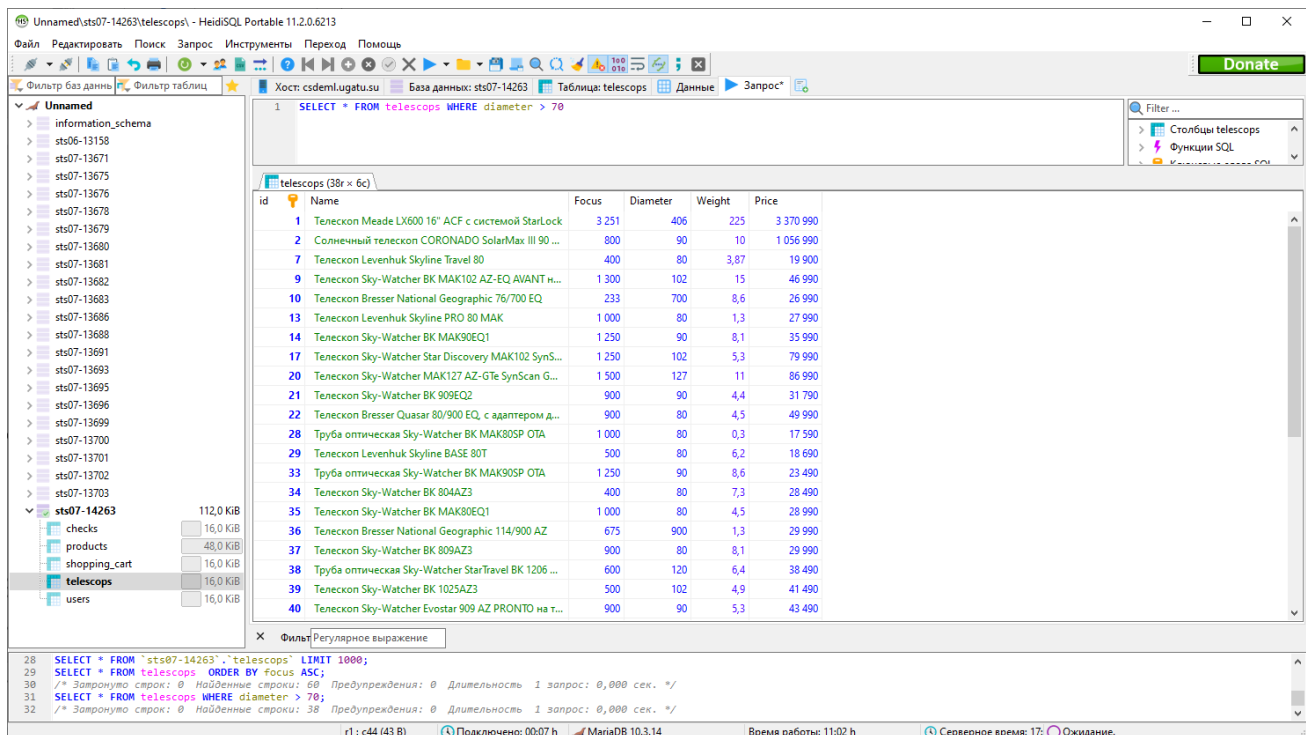 Unnamed\sts07-14263\telescops\ - HeidiSQL Portable 11.2.0.6213
Файл Редактировать Поиск Запрос Инструменты Переход Помощь
Donate
Фильтр баз даннь Фильтр таблиц
Хост: csdeml.ugatu.su База данных: sts07-14263 Таблица: telescops Данные Запрос*
Unnamed
information_schema
sts06-13158
sts07-13671
sts07-13675
sts07-13676
sts07-13678
sts07-13679
sts07-13680
sts07-13681
sts07-13682
sts07-13683
sts07-13686
sts07-13688
sts07-13691
sts07-13693
sts07-13695
sts07-13696
sts07-13699
sts07-13700
sts07-13701
sts07-13702
sts07-13703
sts07-14263 112,0 KiB
checks 16,0 KiB
products 48,0 KiB
shopping_cart 16,0 KiB
telescops 16,0 KiB
users 16,0 KiB
1 SELECT * FROM telescops WHERE diameter > 70
Filter ...
Столбцы telescops
Функции SQL
telescops (38r × 6c)
id Name Focus Diameter Weight Price
1 Телескоп Meade LX600 16" ACF с системой StarLock 3 251 406 225 3 370 990
2 Солнечный телескоп CORONADO SolarMax III 90 ... 800 90 10 1 056 990
7 Телескоп Levenhuk Skyline Travel 80 400 80 3,87 19 900
9 Телескоп Sky-Watcher BK MAK102 AZ-EQ AVANT н... 1 300 102 15 46 990
10 Телескоп Bresser National Geographic 76/700 EQ 233 700 8,6 26 990
13 Телескоп Levenhuk Skyline PRO 80 MAK 1 000 80 1,3 27 990
14 Телескоп Sky-Watcher BK MAK90EQ1 1 250 90 8,1 35 990
17 Телескоп Sky-Watcher Star Discovery MAK102 SynS... 1 250 102 5,3 79 990
20 Телескоп Sky-Watcher MAK127 AZ-GTe SynScan G... 1 500 127 11 86 990
21 Телескоп Sky-Watcher BK 909EQ2 900 90 4,4 31 790
22 Телескоп Bresser Quasar 80/900 EQ, с адаптером д... 900 80 4,5 49 990
28 Труба оптическая Sky-Watcher BK MAK80SP OTA 1 000 80 0,3 17 590
29 Телескоп Levenhuk Skyline BASE 80T 500 80 6,2 18 690
33 Труба оптическая Sky-Watcher BK MAK90SP OTA 1 250 90 8,6 23 490
34 Телескоп Sky-Watcher BK 804AZ3 400 80 7,3 28 490
35 Телескоп Sky-Watcher BK MAK80EQ1 1 000 80 4,5 28 990
36 Телескоп Bresser National Geographic 114/900 AZ 675 900 1,3 29 990
37 Телескоп Sky-Watcher BK 809AZ3 900 80 8,1 29 990
38 Труба оптическая Sky-Watcher StarTravel BK 1206 ... 600 120 6,4 38 490
39 Телескоп Sky-Watcher BK 1025AZ3 500 102 4,9 41 490
40 Телескоп Sky-Watcher Evostar 909 AZ PRONTO на т... 900 90 5,3 43 490
Фильт Регулярное выражение
28 SELECT * FROM `sts07-14263`.`telescops` LIMIT 1000;
29 SELECT * FROM telescops ORDER BY focus ASC;
30 /* Затронуто строк: 0 Найденные строки: 60 Предупреждения: 0 Длительность 1 запрос: 0,000 сек. */
31 SELECT * FROM telescops WHERE diameter > 70;
32 /* Затронуто строк: 0 Найденные строки: 38 Предупреждения: 0 Длительность 1 запрос: 0,000 сек. */
r1 : c44 (43 B) Подключено: 00:07 h MariaDB 10.3.14 Время работы: 11:02 h Серверное время: 17: Ожидание.